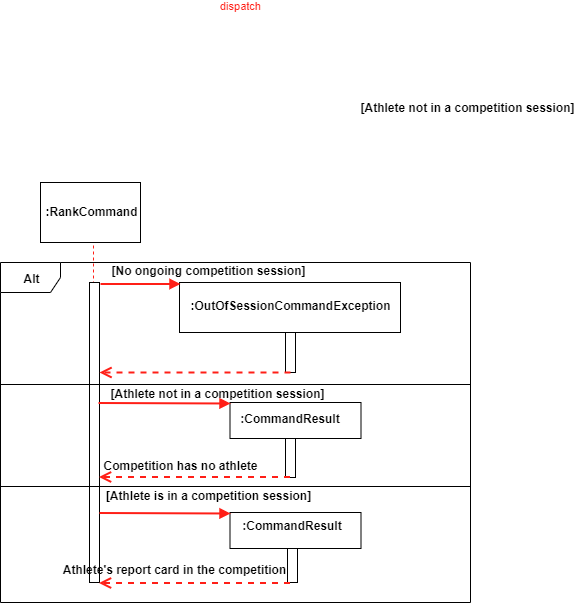 dispatch
[Athlete not in a competition session]
:RankCommand
Alt
[No ongoing competition session]
:OutOfSessionCommandException
[Athlete not in a competition session]
:CommandResult
Competition has no athlete
[Athlete is in a competition session]
:CommandResult
Athlete's report card in the competition